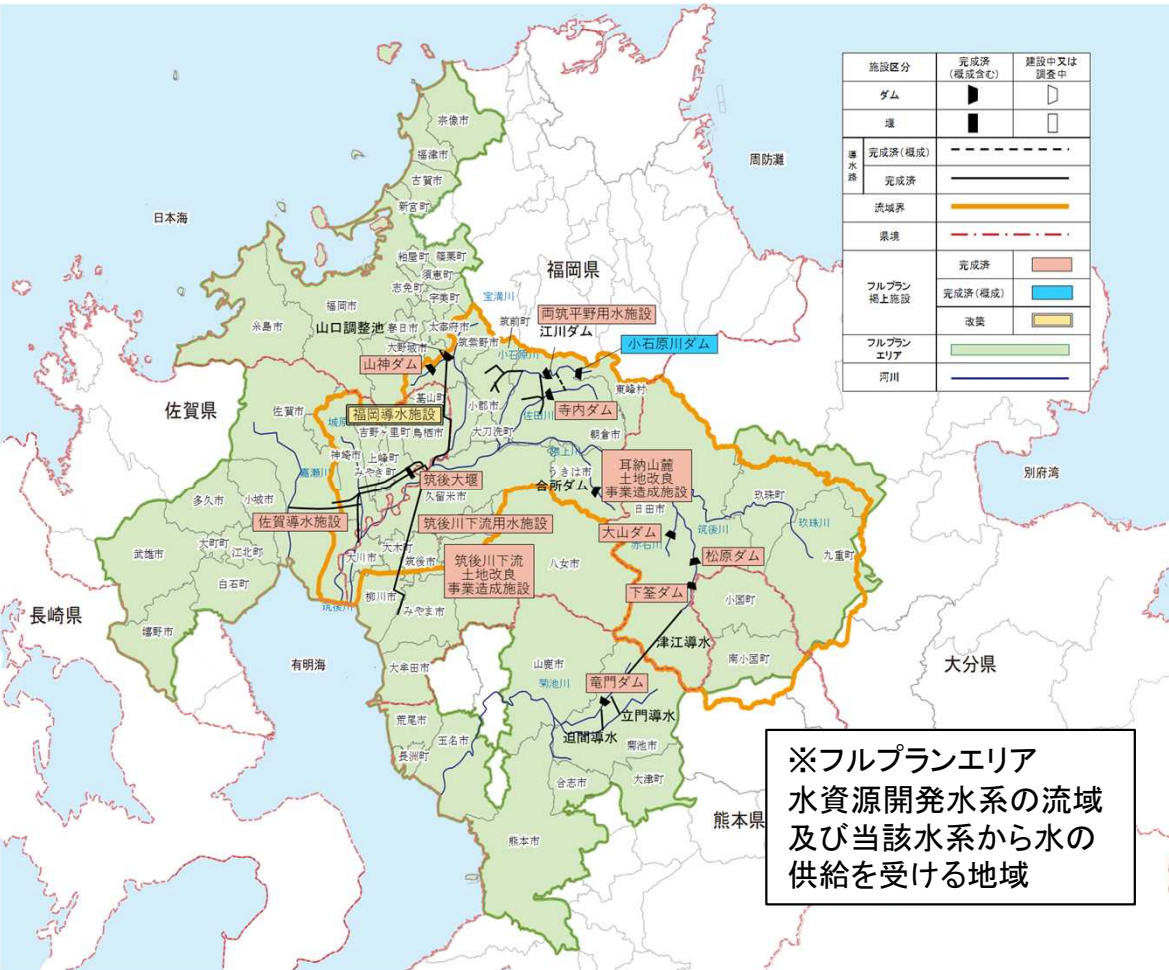 宗像市
福津市
古賀市
新宮町
周防灘
日本海
粕屋町
篠栗町
須恵町
志免町
宇美町
福岡県
福岡市
宝満川
糸島市
山口調整池
春日市
太宰府市
筑前町
両筑平野用水施設
江川ダム
大野城市
筑紫野市
小石原川
小石原川ダム
山神ダム
東峰村
佐賀県
基山町
小郡市
寺内ダム
佐賀市
福岡導水施設
佐田川
吉野ヶ里町
鳥栖市
大刀洗町
朝倉市
神埼市
上峰町
みやき町
うきは市
嘉瀬川
筑後大堰
合所ダム
耳納山麓
土地改良
事業造成施設
別府湾
多久市
小城市
久留米市
日田市
玖珠町
佐賀導水施設
筑後川下流用水施設
大山ダム
筑後川
玖珠川
武雄市
大町町
江北町
大川市
大木町
筑後市
赤石川
松原ダム
九重町
白石町
筑後川下流
土地改良
事業造成施設
八女市
下筌ダム
長崎県
筑後川
柳川市
みやま市
小国町
嬉野市
津江導水
有明海
大牟田市
山鹿市
南小国町
大分県
菊池川
竜門ダム
荒尾市
玉名市
立門導水
迫間導水
長洲町
菊池市
合志市
大津町
熊本県
熊本市
施設区分
完成済
(概成含む)
建設中又は
調査中
ダム
堰
導水路
完成済(概成)
完成済
流域界
県境
フルプラン
掲上施設
完成済
完成済(概成)
改築
フルプラン
エリア
河川
※フルプランエリア
水資源開発水系の流域
及び当該水系から水の
供給を受ける地域